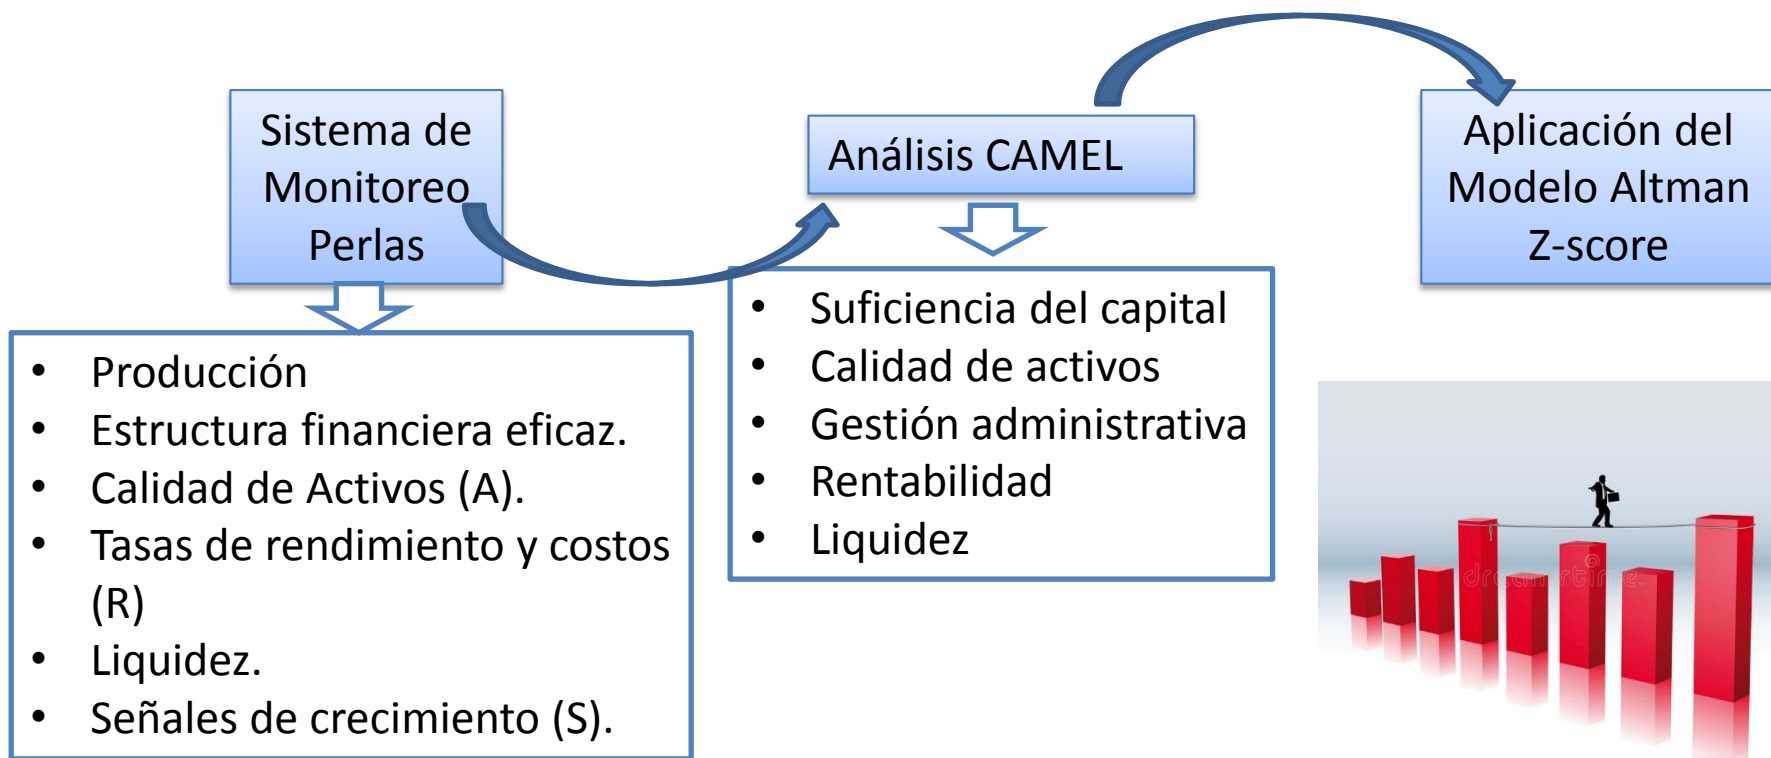 Sistema de
Monitoreo
Perlas
Análisis CAMEL
Aplicación del
Modelo Altman
Z-score
• Producción
• Estructura financiera eficaz.
• Calidad de Activos (A).
• Tasas de rendimiento y costos
(R)
• Liquidez.
• Señales de crecimiento (S).
• Suficiencia del capital
• Calidad de activos
• Gestión administrativa
• Rentabilidad
• Liquidez
dreamstime.